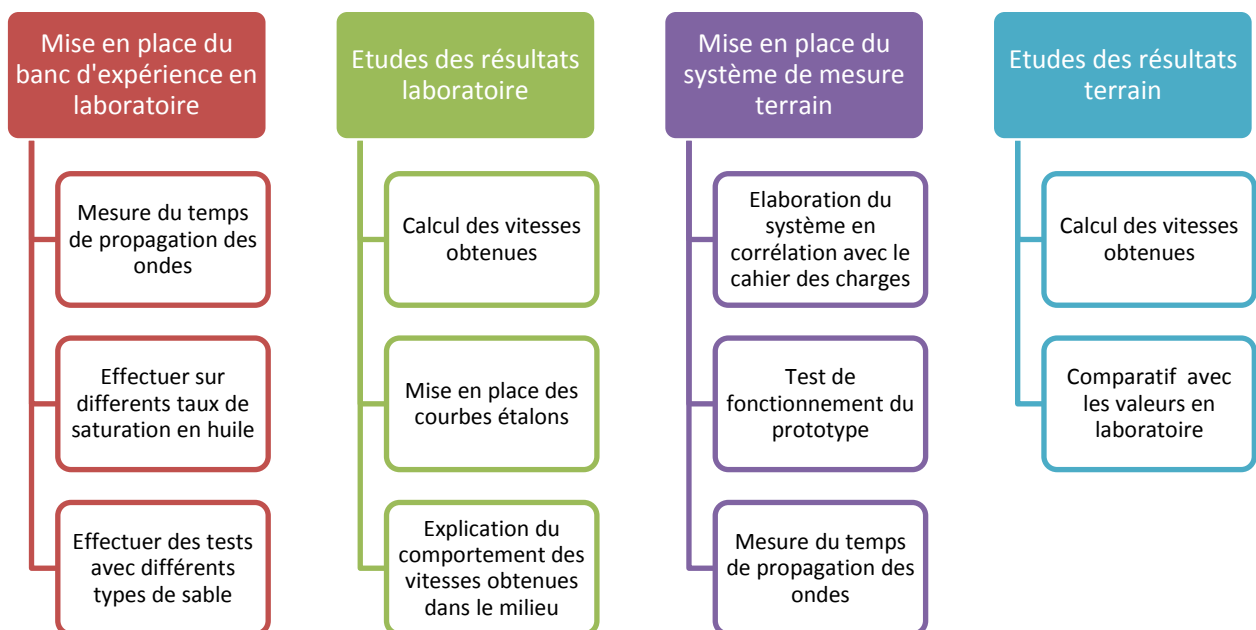 Mise en place du
banc d'expérience en
laboratoire
Mesure du temps
de propagation des
ondes
Effectuer sur
differents taux de
saturation en huile
Effectuer des tests
avec différents
types de sable
Etudes des résultats
laboratoire
Calcul des vitesses
obtenues
Mise en place des
courbes étalons
Explication du
comportement des
vitesses obtenues
dans le milieu
Mise en place du
système de mesure
terrain
Elaboration du
système en
corrélation avec le
cahier des charges
Test de
fonctionnement du
prototype
Mesure du temps
de propagation des
ondes
Etudes des résultats
terrain
Calcul des vitesses
obtenues
Comparatif avec
les valeurs en
laboratoire